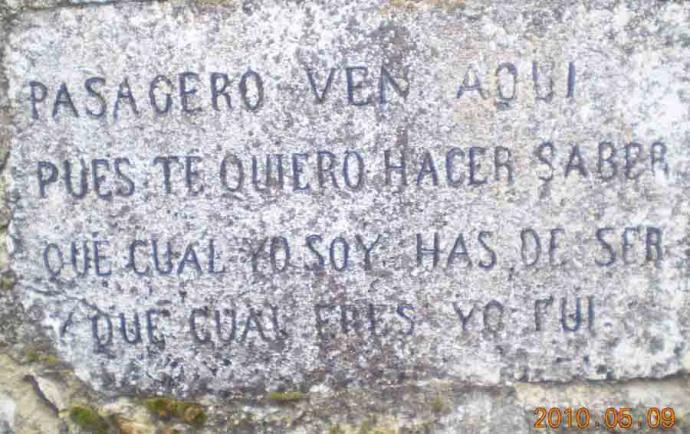 PASAGERO VEN AQUI
PUES TE QUIERO HACER SABER
QUE CUAL YO SOY HAS DE SER
Y QUE CUAL ERES YO FUI.
2010.05.09